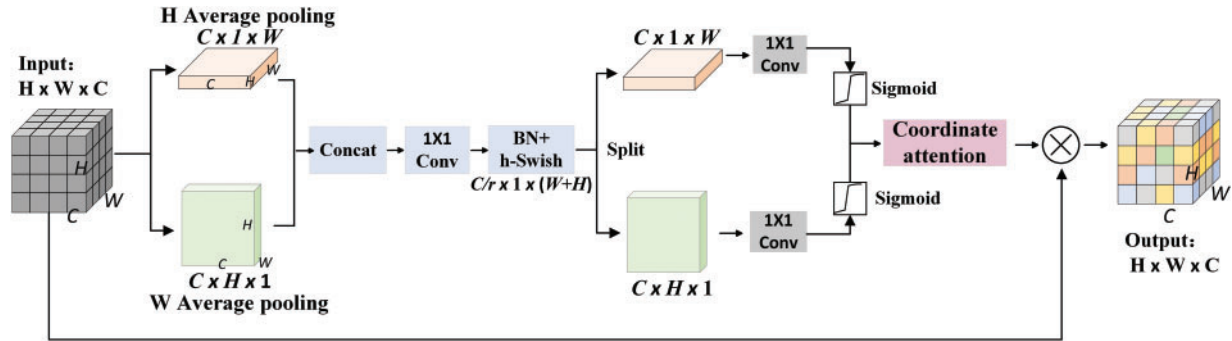 Input:
H x W x C
H
C
W
H Average pooling
C x 1 x W
C
H
W
H
C
W
C x H x 1
W Average pooling
Concat
1X1
Conv
BN+
h-Swish
C/r x 1 x (W+H)
Split
C x 1 x W
1X1
Conv
Sigmoid
C x H x 1
1X1
Conv
Sigmoid
Coordinate
attention
H
W
C
Output:
H x W x C